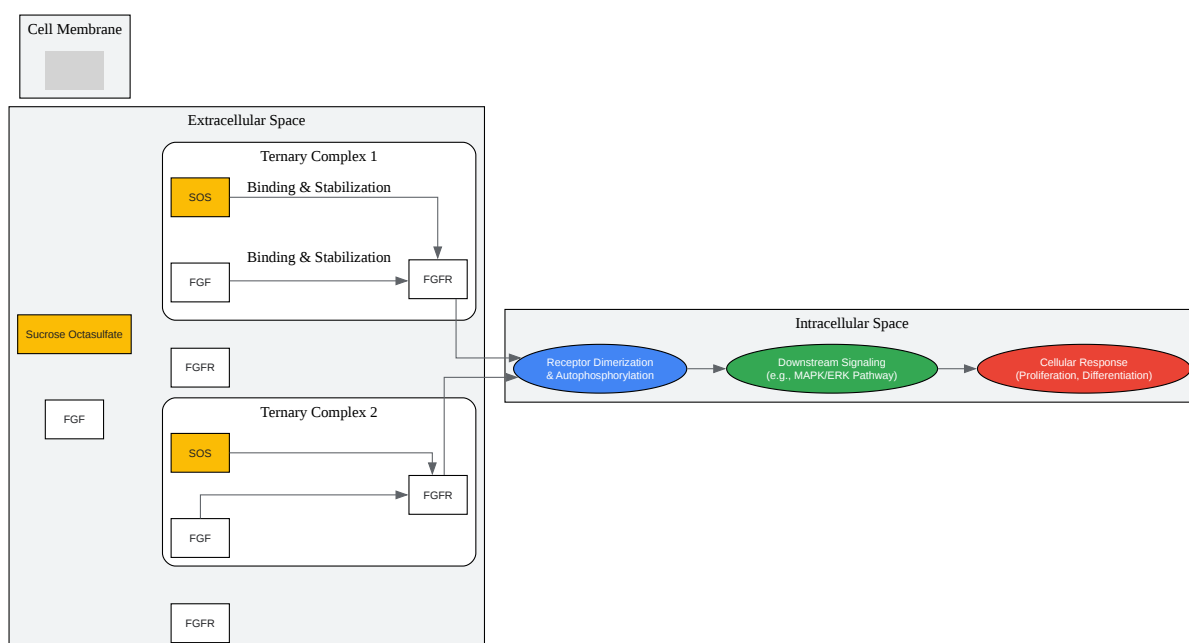 Cell Membrane
Extracellular Space
Ternary Complex 1
SOS
Binding & Stabilization
Binding & Stabilization
FGF
FGFR
Sucrose Octasulfate
FGFR
FGF
Ternary Complex 2
SOS
FGFR
FGF
FGFR
Intracellular Space
Receptor Dimerization
& Autophosphorylation
Downstream Signaling
(e.g., MAPK/ERK Pathway)
Cellular Response
(Proliferation, Differentiation)